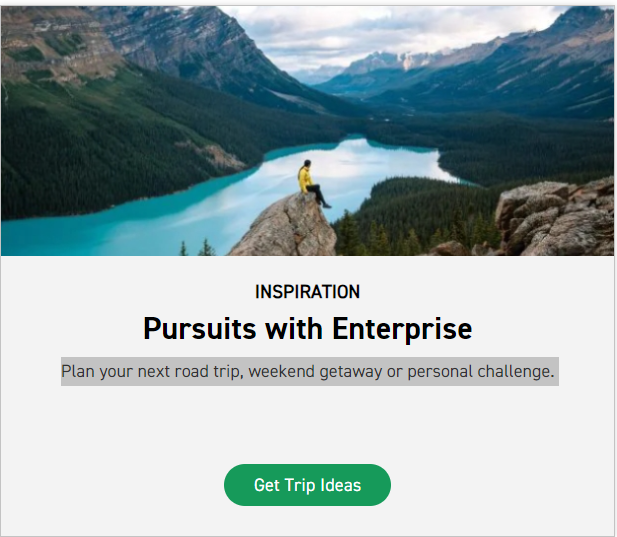 INSPIRATION
Pursuits with Enterprise
Plan your next road trip, weekend getaway or personal challenge.
Get Trip Ideas